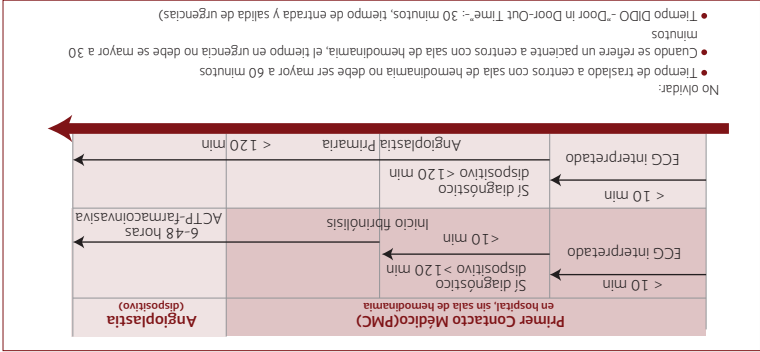 Primer Contacto Médico(PMC)
en hospital, sin sala de hemodinamia
Angioplastia
(dispositivo)
< 10 min
ECG interpretado
Sí diagnóstico
dispositivo >120 min
<10 min
Inicio fibrinólisis
6-48 horas
ACTP-farmacoinvasiva
< 10 min
ECG interpretado
Sí diagnóstico
dispositivo <120 min
Angioplastia Primaria
< 120 min
No olvidar:
• Tiempo de traslado a centros con sala de hemodinamia no debe ser mayor a 60 minutos
• Cuando se refiere un paciente a centros con sala de hemodinamia, el tiempo en urgencia no debe se mayor a 30
minutos
• Tiempo DIDO -"Door in Door-Out Time"-: 30 minutos, tiempo de entrada y salida de urgencias)